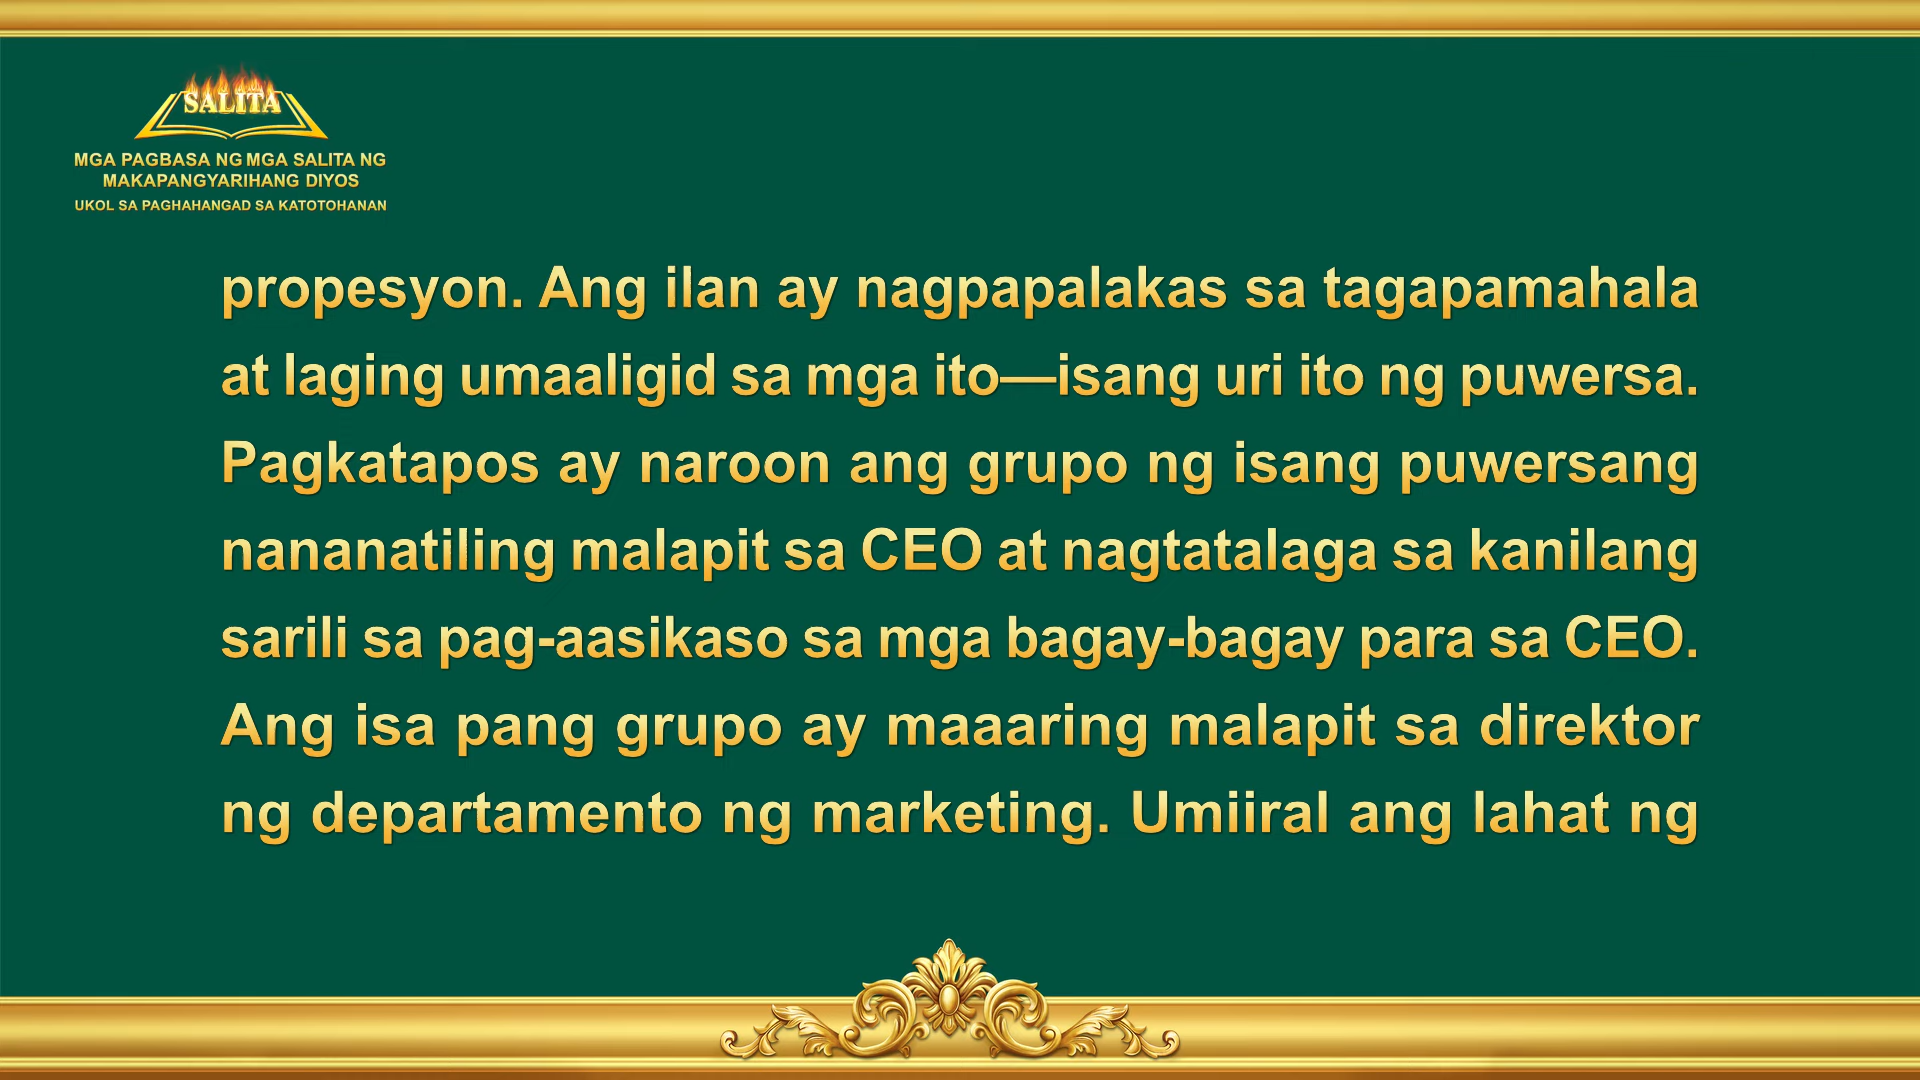 SALITA
MGA PAGBASA NG MGA SALITA NG
MAKAPANGYARIHANG DIYOS
UKOL SA PAGHAHANGAD SA KATOTOHANAN
propesyon. Ang ilan ay nagpapalakas sa tagapamahala
at laging umaaligid sa mga ito—isang uri ito ng puwersa.
Pagkatapos ay naroon ang grupo ng isang puwersang
nananatiling malapit sa CEO at nagtatalaga sa kanilang
sarili sa pag-aasikaso sa mga bagay-bagay para sa CEO.
Ang isa pang grupo ay maaaring malapit sa direktor
ng departamento ng marketing. Umiiral ang lahat ng